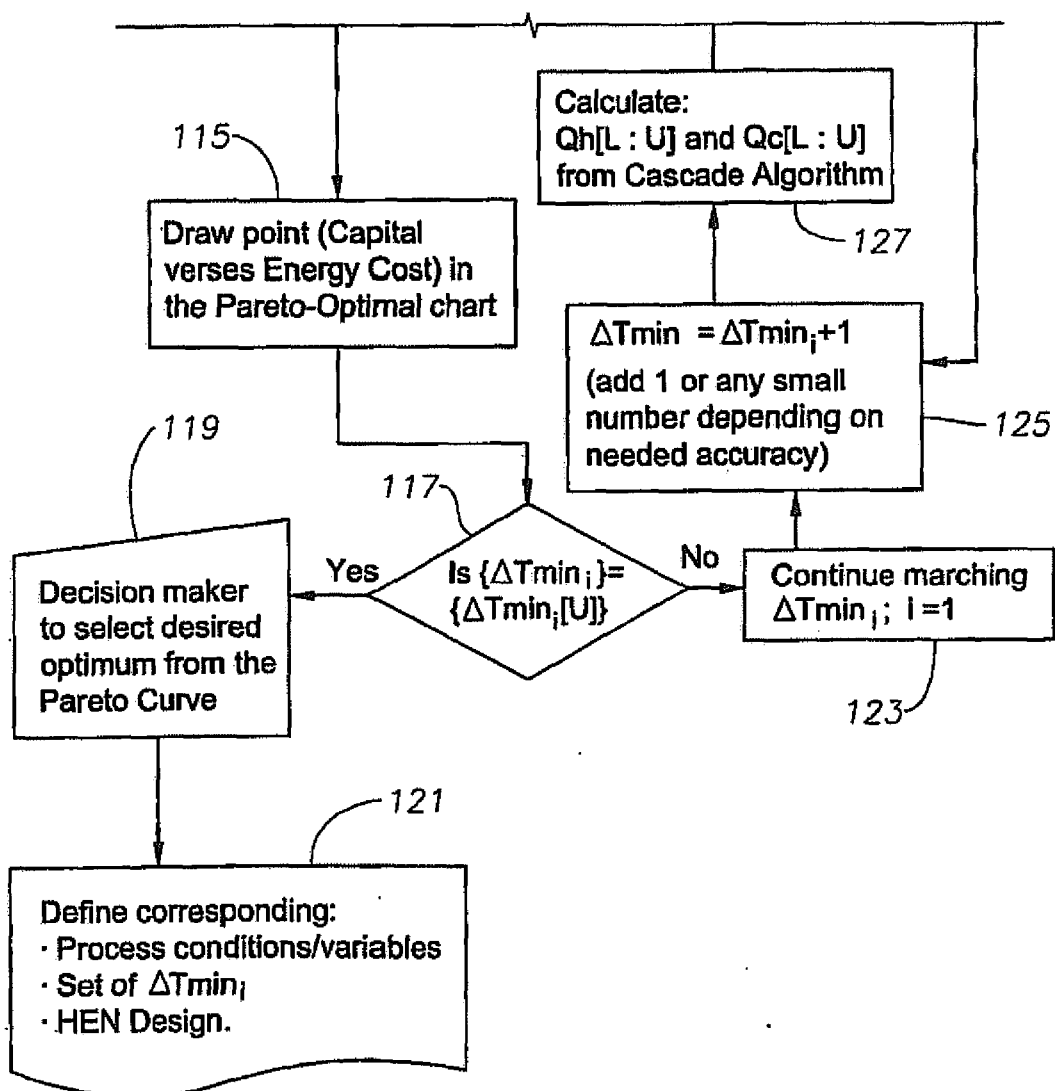 115
Draw point (Capital
verses Energy Cost) in
the Pareto-Optimal chart
Calculate:
Qh[L : U] and Qc[L : U]
from Cascade Algorithm
127
ΔTmin = ΔTminᵢ+1
(add 1 or any small
number depending on
needed accuracy)
125
119
Decision maker
to select desired
optimum from the
Pareto Curve
Yes
117
Is {ΔTminᵢ}=
{ΔTminᵢ[U]}
No
Continue marching
ΔTminᵢ; i =1
123
121
Define corresponding:
· Process conditions/variables
· Set of ΔTminᵢ
· HEN Design.